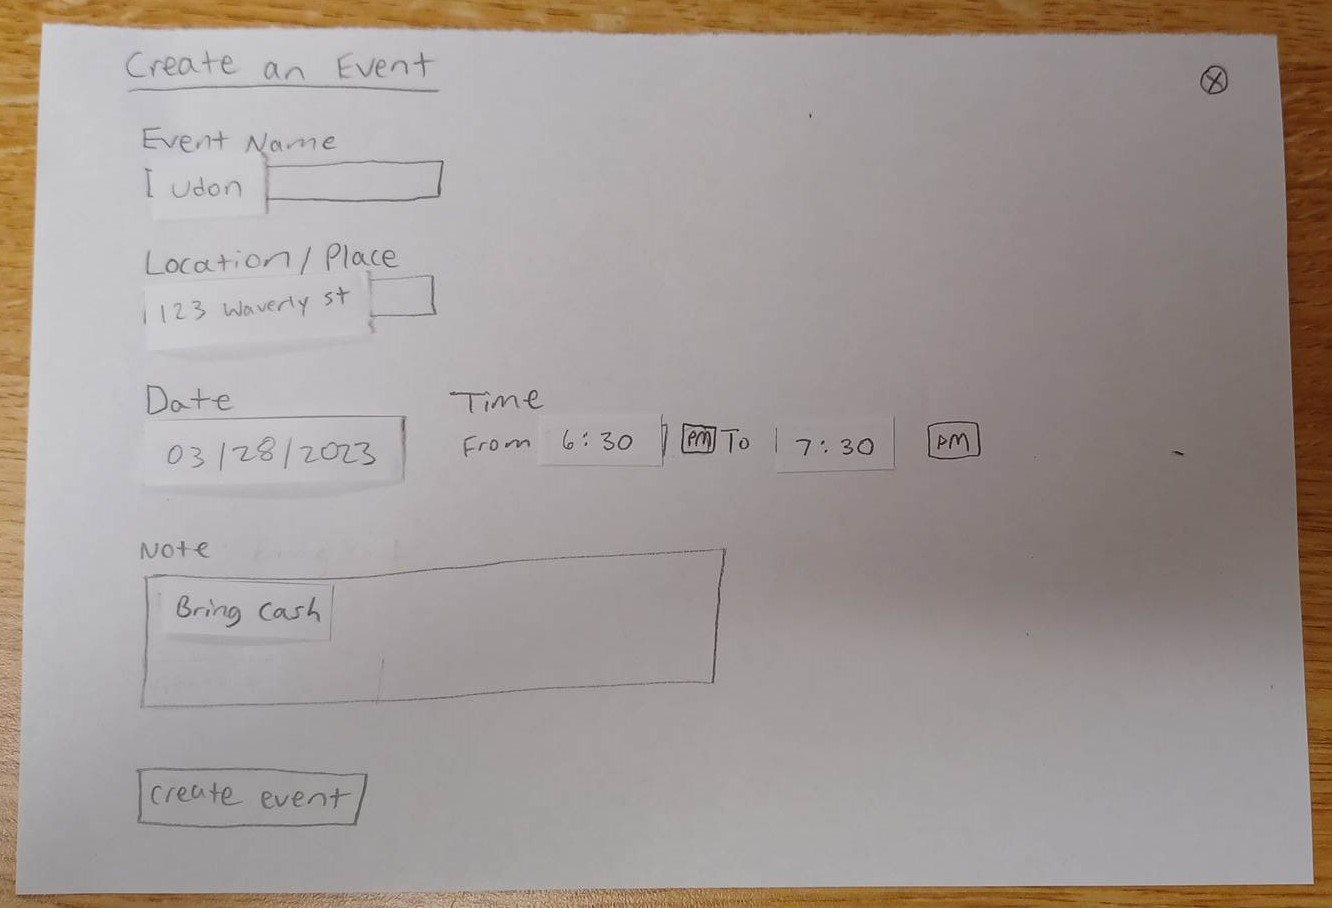 Create an Event
Event Name
Udon
Location / Place
123 Waverly st
Date
Time
03/28/2023
From 6:30 PM To 7:30 PM
Note
Bring Cash
create event